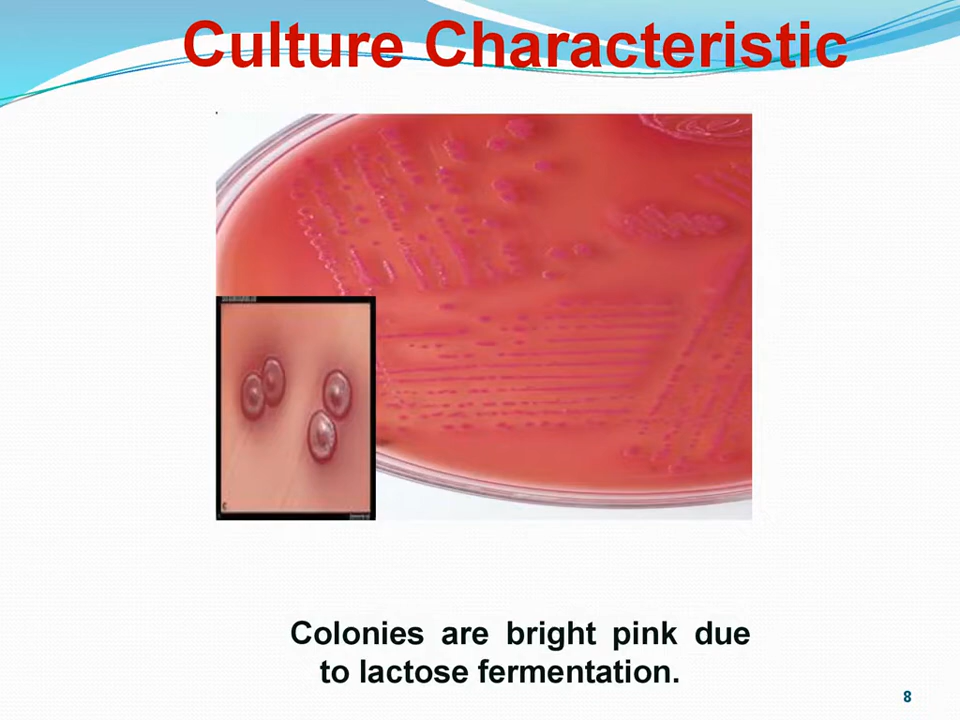 Culture Characteristic
Colonies are bright pink due
to lactose fermentation.
8